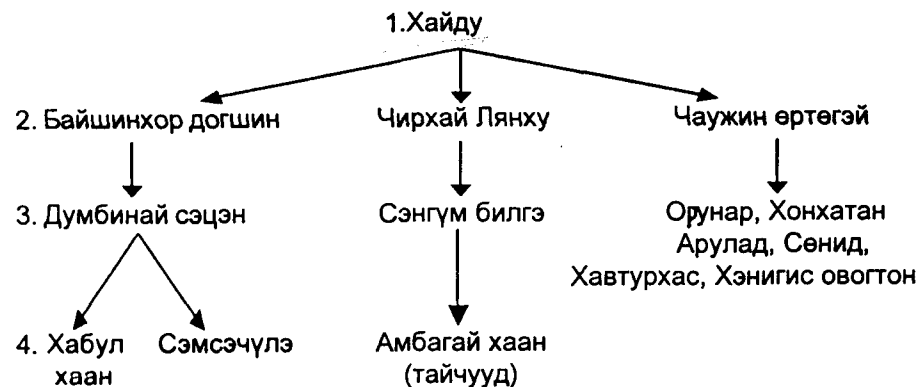 1.Хайду
2. Байшинхор догшин Чирхай Лянху Чаужин өртөгэй
3. Думбинай сэцэн Сэнгүм билгэ Орунар, Хонхатан
Арулад, Сөнид,
Хавтурхас, Хэнигис овогтон
4. Хабул Сэмсэчүлэ Амбагай хаан
хаан (тайчууд)